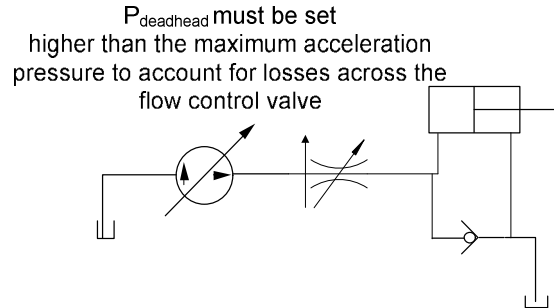 Pdeadhead must be set
higher than the maximum acceleration
pressure to account for losses across the
flow control valve